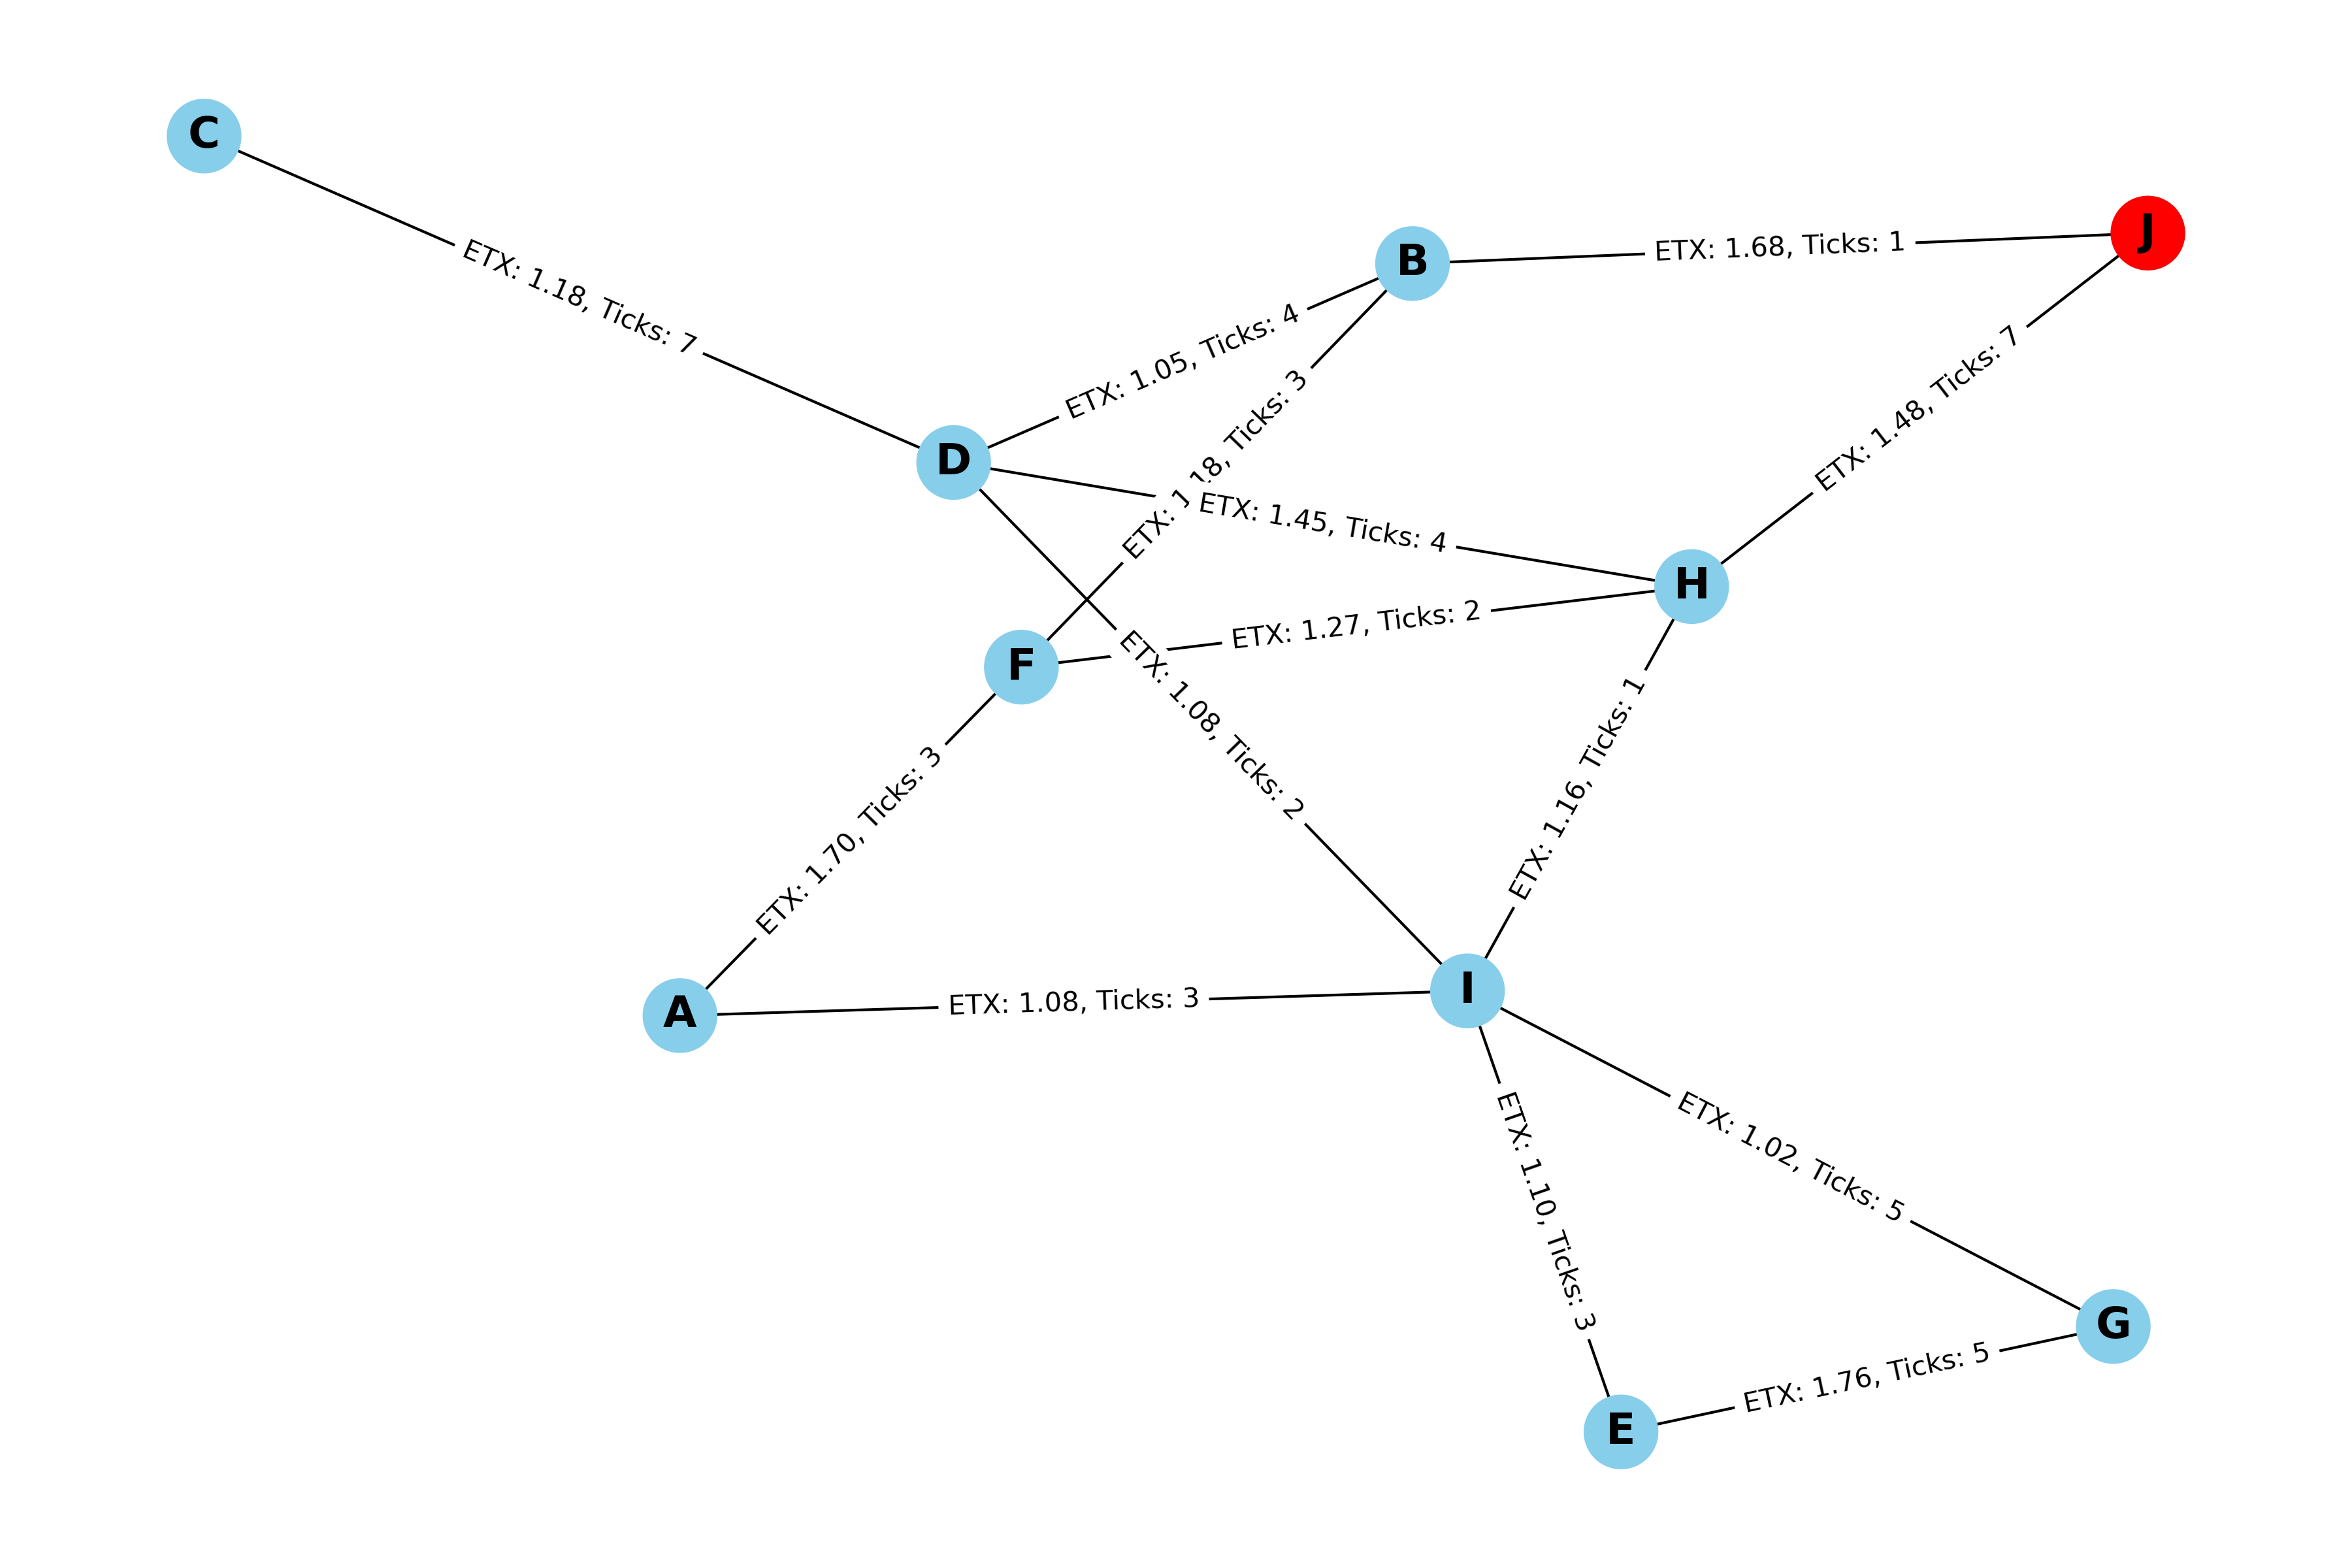 C
J
B
ETX: 1.68, Ticks: 1
ETX: 1.18, Ticks: 7
ETX: 1.05, Ticks: 4
ETX: 1.48, Ticks: 7
ETX: 1.18, Ticks: 3
D
ETX: 1.45, Ticks: 4
H
ETX: 1.27, Ticks: 2
F
ETX: 1.08, Ticks: 2
ETX: 1.16, Ticks: 1
ETX: 1.70, Ticks: 3
I
ETX: 1.08, Ticks: 3
A
ETX: 1.02, Ticks: 5
ETX: 1.10, Ticks: 3
G
ETX: 1.76, Ticks: 5
E